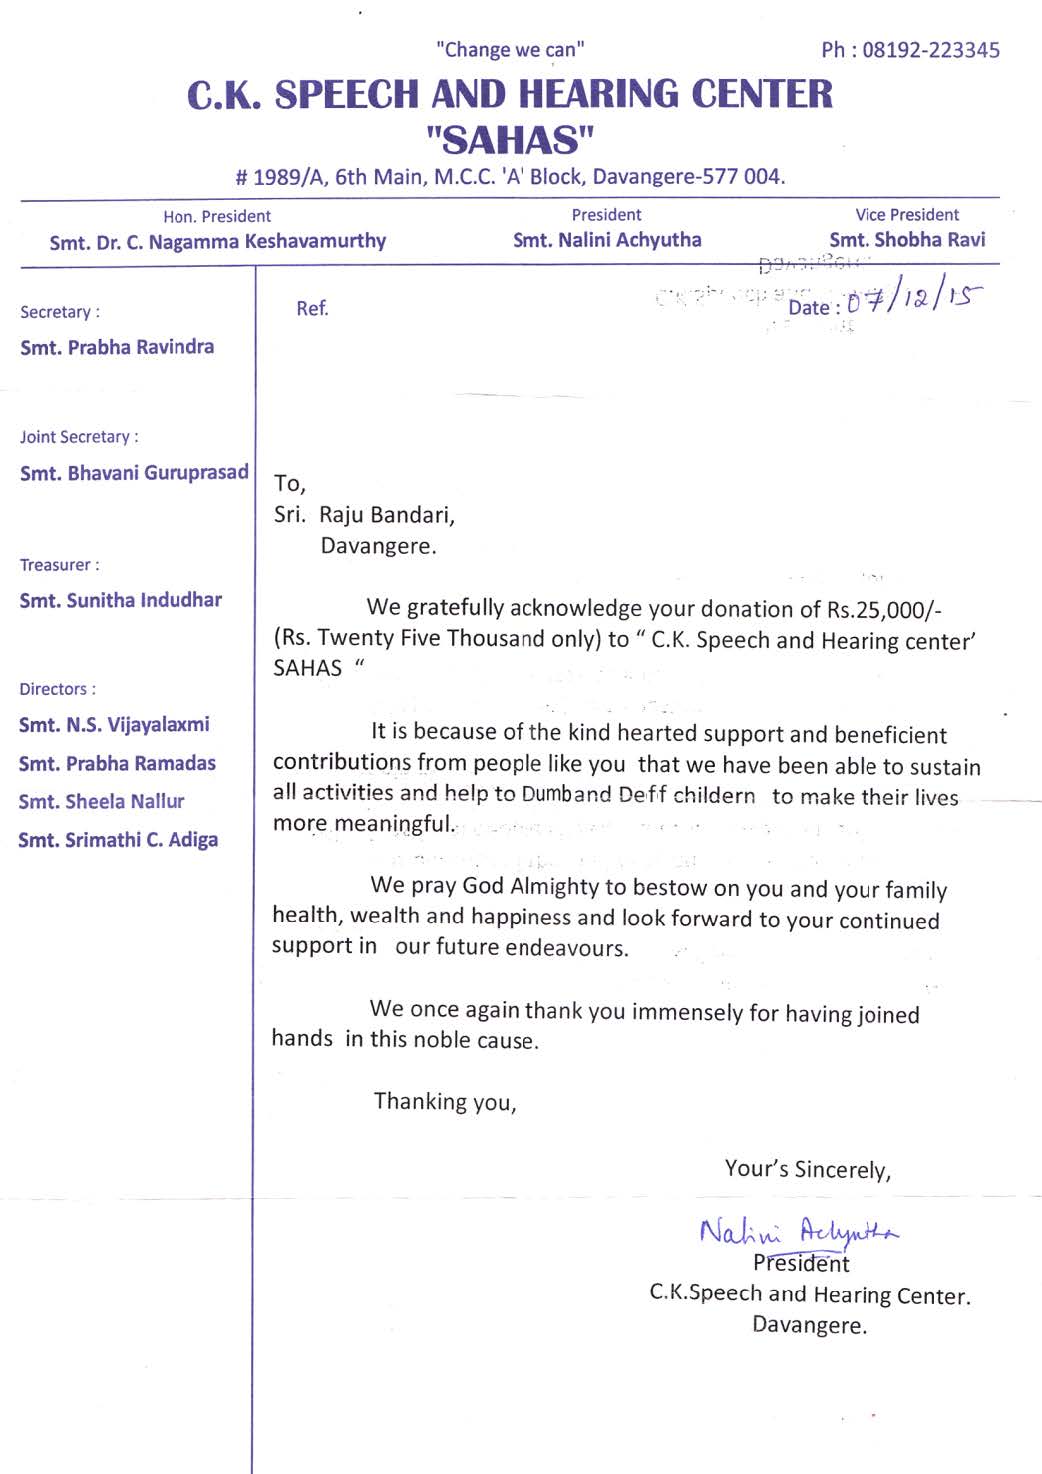 "Change we can"
Ph : 08192-223345
C.K. SPEECH AND HEARING CENTER
"SAHAS"
# 1989/A, 6th Main, M.C.C. 'A' Block, Davangere-577 004.
Hon. President
Smt. Dr. C. Nagamma Keshavamurthy
President
Smt. Nalini Achyutha
Vice President
Smt. Shobha Ravi
Secretary :
Smt. Prabha Ravindra
Joint Secretary :
Smt. Bhavani Guruprasad
Treasurer :
Smt. Sunitha Indudhar
Directors :
Smt. N.S. Vijayalaxmi
Smt. Prabha Ramadas
Smt. Sheela Nallur
Smt. Srimathi C. Adiga
Ref.
Date : 07/12/15
To,
Sri. Raju Bandari,
Davangere.
We gratefully acknowledge your donation of Rs.25,000/-
(Rs. Twenty Five Thousand only) to “ C.K. Speech and Hearing center’
SAHAS “
It is because of the kind hearted support and beneficient
contributions from people like you that we have been able to sustain
all activities and help to Dumband Deff childern to make their lives
more meaningful.
We pray God Almighty to bestow on you and your family
health, wealth and happiness and look forward to your continued
support in our future endeavours.
We once again thank you immensely for having joined
hands in this noble cause.
Thanking you,
Your’s Sincerely,
Nalini Achyutha
President
C.K.Speech and Hearing Center.
Davangere.